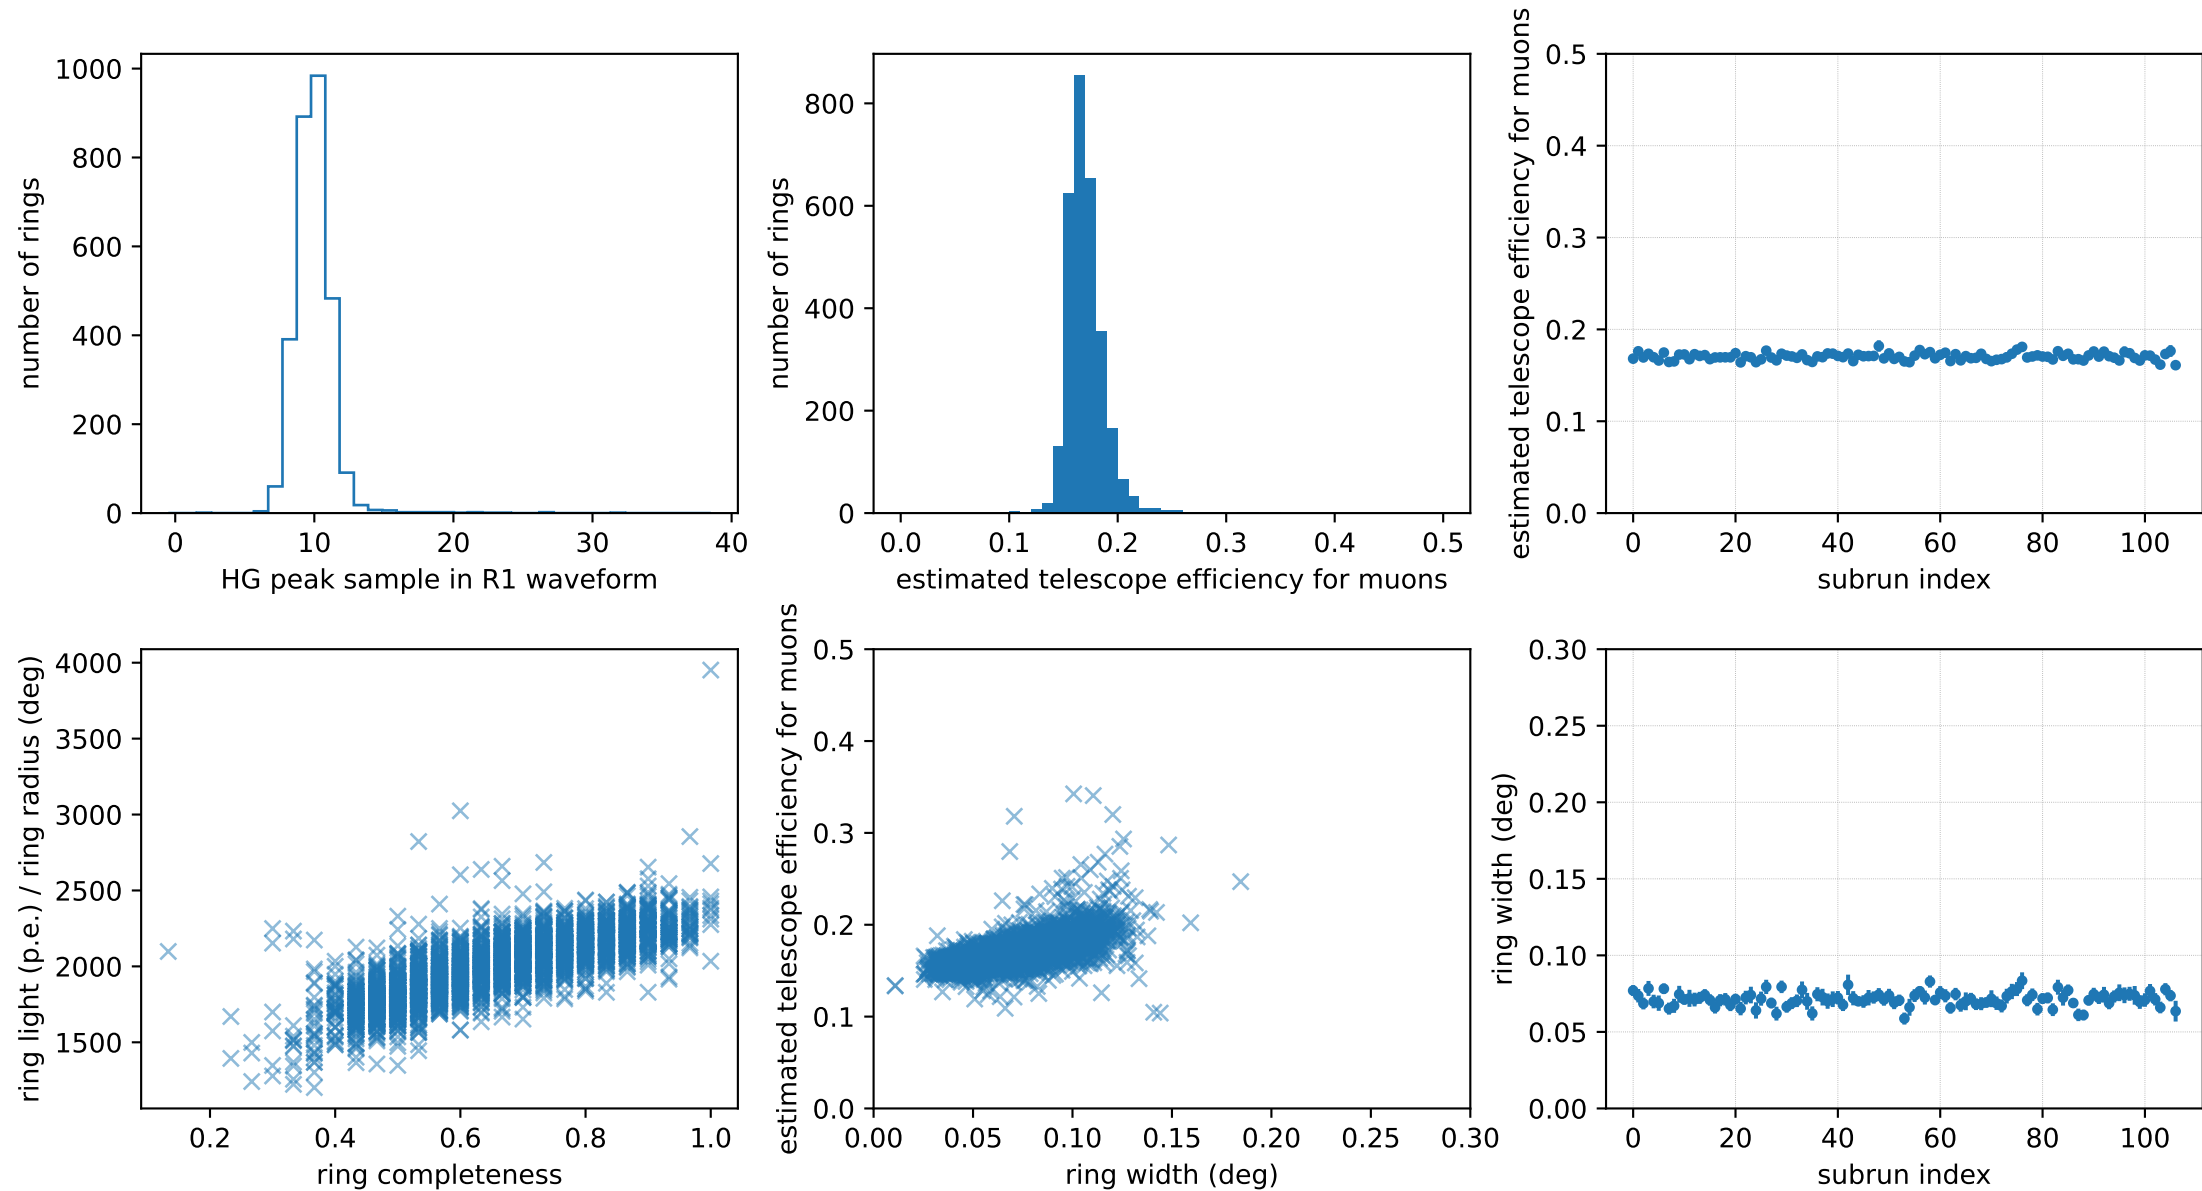 1000
800
600
400
200
0
number of rings
0 10 20 30 40
HG peak sample in R1 waveform
800
600
400
200
0
number of rings
0.0 0.1 0.2 0.3 0.4 0.5
estimated telescope efficiency for muons
0.5
0.4
0.3
0.2
0.1
0.0
estimated telescope efficiency for muons
0 20 40 60 80 100
subrun index
4000
3500
3000
2500
2000
1500
ring light (p.e.) / ring radius (deg)
0.2 0.4 0.6 0.8 1.0
ring completeness
0.5
0.4
0.3
0.2
0.1
0.0
estimated telescope efficiency for muons
0.00 0.05 0.10 0.15 0.20 0.25 0.30
ring width (deg)
0.30
0.25
0.20
0.15
0.10
0.05
0.00
ring width (deg)
0 20 40 60 80 100
subrun index